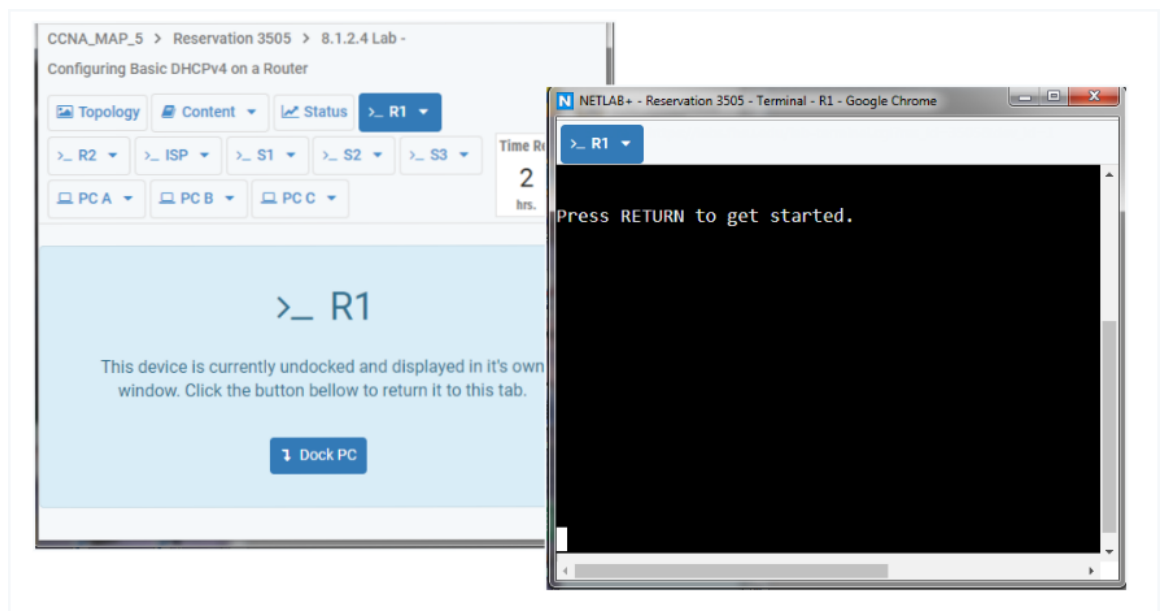 CCNA_MAP_5 > Reservation 3505 > 8.1.2.4 Lab -
Configuring Basic DHCPv4 on a Router
Topology Content Status >_ R1
>_ R2 >_ ISP >_ S1 >_ S2 >_ S3
PC A PC B PC C
Time Re
2
hrs.
>_ R1
This device is currently undocked and displayed in it's own
window. Click the button bellow to return it to this tab.
Dock PC
N NETLAB+ - Reservation 3505 - Terminal - R1 - Google Chrome
>_ R1
Press RETURN to get started.